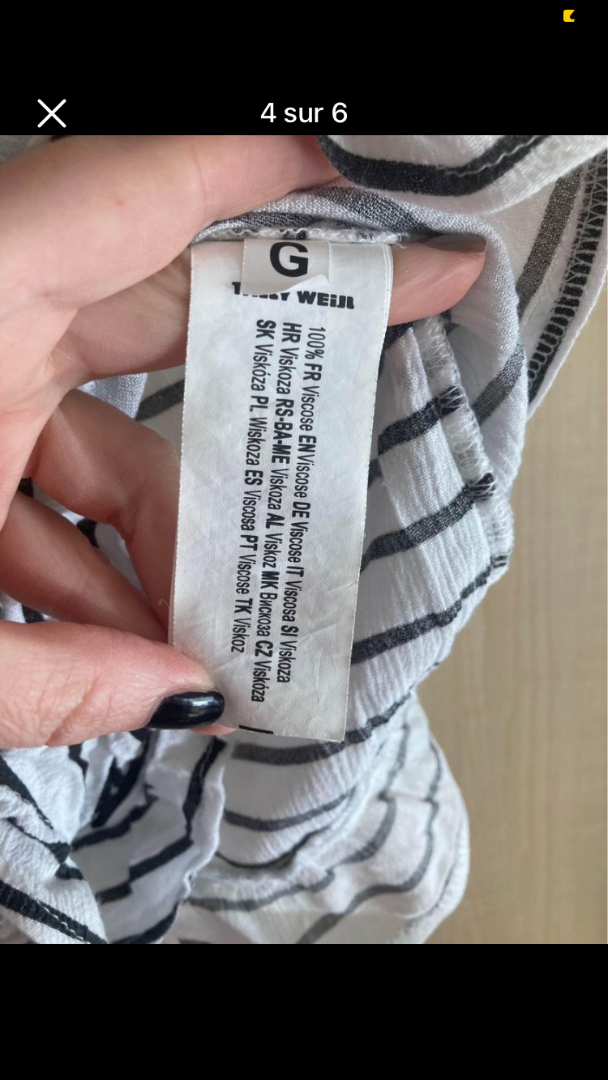 4 sur 6
G
WEiJL
100% FR Viscose EN Viscose DE Viscose IT Viscosa SI Viskoza
HR Viskoza RS-BA-ME Viskoza AL Viskoz MK Вискоза CZ Viskóza
SK Viskóza PL Wiskoza ES Viscosa PT Viscose TK Viskoz